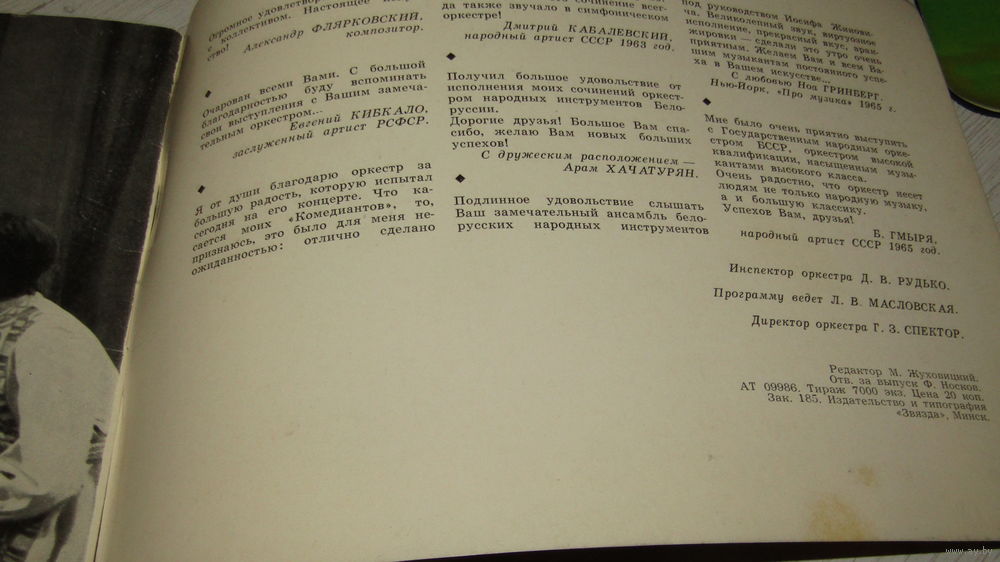 Огромное
с коллективом. Настоящее
ство!
Александр ФЛЯРКОВСКИЙ,
композитор.
Очарован всеми Вами. С большой
благодарностью буду вспоминать
свои выступления с Вашим замеча-
тельным оркестром...
Евгений КИБКАЛО,
заслуженный артист РСФСР.
Я от души благодарю оркестр за
большую радость, которую испытал
сегодня на его концерте. Что ка-
сается моих «Комедиантов», то,
признаюсь, это было для меня не-
ожиданностью: отлично сделано
сочинение всег-
да также звучало в симфоническом
оркестре!
Дмитрий КАБАЛЕВСКИЙ,
народный артист СССР 1963 год.
Получил большое удовольствие от
исполнения моих сочинений оркест-
ром народных инструментов Бело-
руссии.
Дорогие друзья! Большое Вам спа-
сибо, желаю Вам новых больших
успехов!
С дружеским расположением —
Арам ХАЧАТУРЯН.
Подлинное удовольствие слышать
Ваш замечательный ансамбль бело-
русских народных инструментов
под руководством Иосифа Жинови-
ча. Великолепный звук, виртуозное
исполнение, прекрасный вкус, аран-
жировки — сделали это утро очень
приятным. Желаем Вам и всем Ва-
шим музыкантам постоянного успе-
ха в Вашем искусстве...
С любовью Ноа ГРИНБЕРГ.
Нью-Йорк. «Про музика» 1965 г.
Мне было очень приятно выступить
с Государственным народным орке-
стром БССР, оркестром высокой
квалификации, насыщенным музы-
кантами высокого класса.
Очень радостно, что оркестр несет
людям не только народную музыку,
а и большую классику.
Успехов Вам, друзья!
Б. ГМЫРЯ,
народный артист СССР 1965 год.
Инспектор оркестра Д. В. РУДЬКО.
Программу ведет Л. В. МАСЛОВСКАЯ.
Директор оркестра Г. З. СПЕКТОР.
Редактор М. Жуховицкий.
Отв. за выпуск Ф. Носков.
АТ 09986. Тираж 7000 экз. Цена 20 коп.
Зак. 185. Издательство и типография
«Звязда», Минск.
www.ay.by